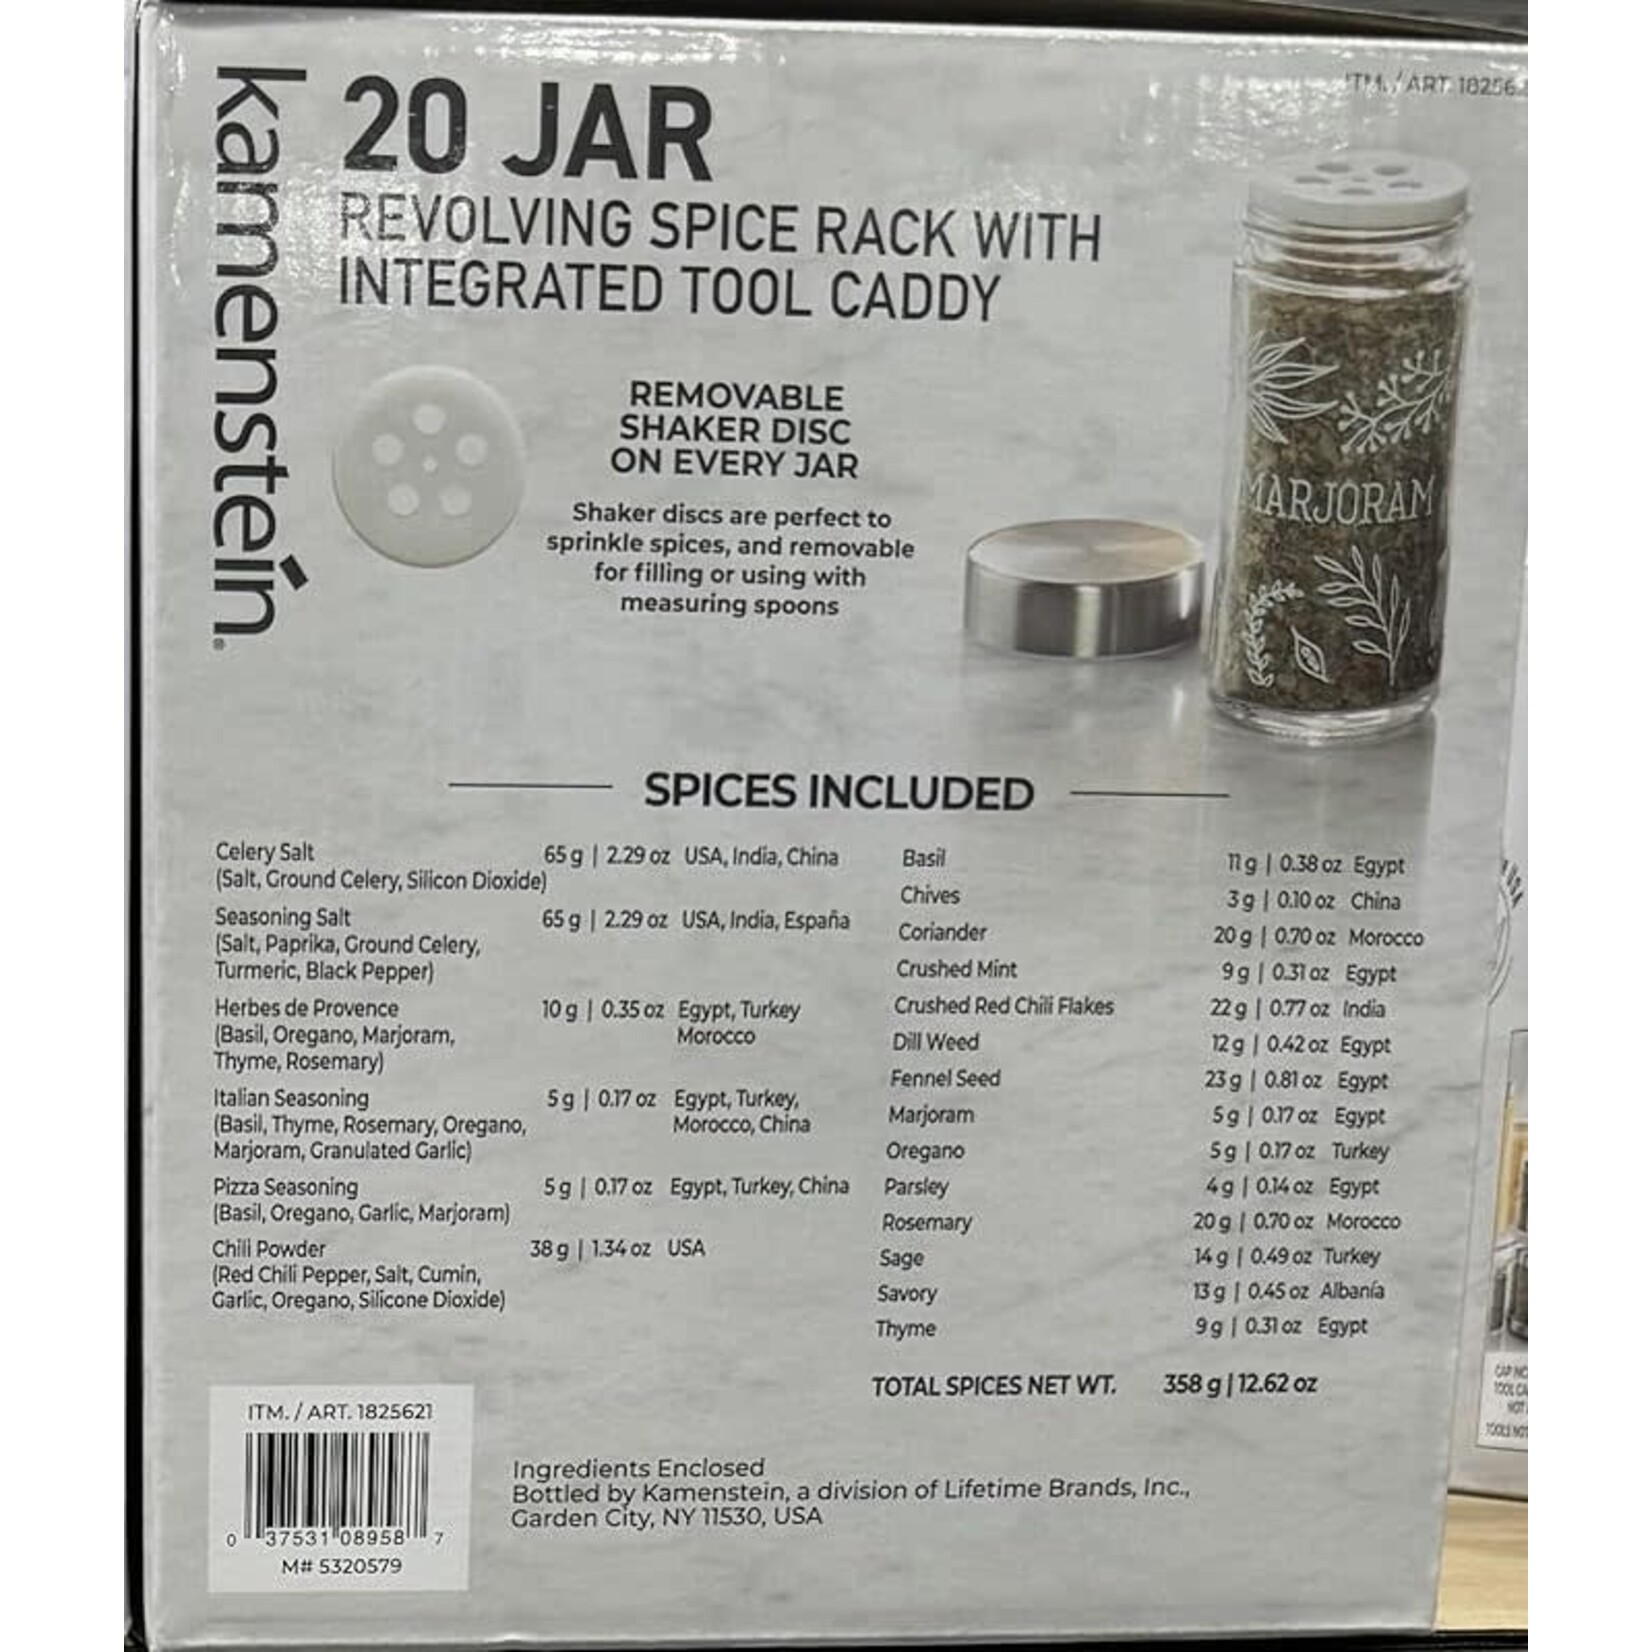 kamenstein®
20 JAR
REVOLVING SPICE RACK WITH
INTEGRATED TOOL CADDY
ITM. / ART. 18256
REMOVABLE
SHAKER DISC
ON EVERY JAR
Shaker discs are perfect to
sprinkle spices, and removable
for filling or using with
measuring spoons
MARJORAM
SPICES INCLUDED
Celery Salt 65 g | 2.29 oz USA, India, China
(Salt, Ground Celery, Silicon Dioxide)
Seasoning Salt 65 g | 2.29 oz USA, India, España
(Salt, Paprika, Ground Celery,
Turmeric, Black Pepper)
Herbes de Provence 10 g | 0.35 oz Egypt, Turkey
(Basil, Oregano, Marjoram, Morocco
Thyme, Rosemary)
Italian Seasoning 5 g | 0.17 oz Egypt, Turkey,
(Basil, Thyme, Rosemary, Oregano, Morocco, China
Marjoram, Granulated Garlic)
Pizza Seasoning 5 g | 0.17 oz Egypt, Turkey, China
(Basil, Oregano, Garlic, Marjoram)
Chili Powder 38 g | 1.34 oz USA
(Red Chili Pepper, Salt, Cumin,
Garlic, Oregano, Silicone Dioxide)
Basil 11 g | 0.38 oz Egypt
Chives 3 g | 0.10 oz China
Coriander 20 g | 0.70 oz Morocco
Crushed Mint 9 g | 0.31 oz Egypt
Crushed Red Chili Flakes 22 g | 0.77 oz India
Dill Weed 12 g | 0.42 oz Egypt
Fennel Seed 23 g | 0.81 oz Egypt
Marjoram 5 g | 0.17 oz Egypt
Oregano 5 g | 0.17 oz Turkey
Parsley 4 g | 0.14 oz Egypt
Rosemary 20 g | 0.70 oz Morocco
Sage 14 g | 0.49 oz Turkey
Savory 13 g | 0.45 oz Albanía
Thyme 9 g | 0.31 oz Egypt
TOTAL SPICES NET WT. 358 g | 12.62 oz
ITM. / ART. 1825621
0 37531 08958 7
M# 5320579
Ingredients Enclosed
Bottled by Kamenstein, a division of Lifetime Brands, Inc.,
Garden City, NY 11530, USA
USA